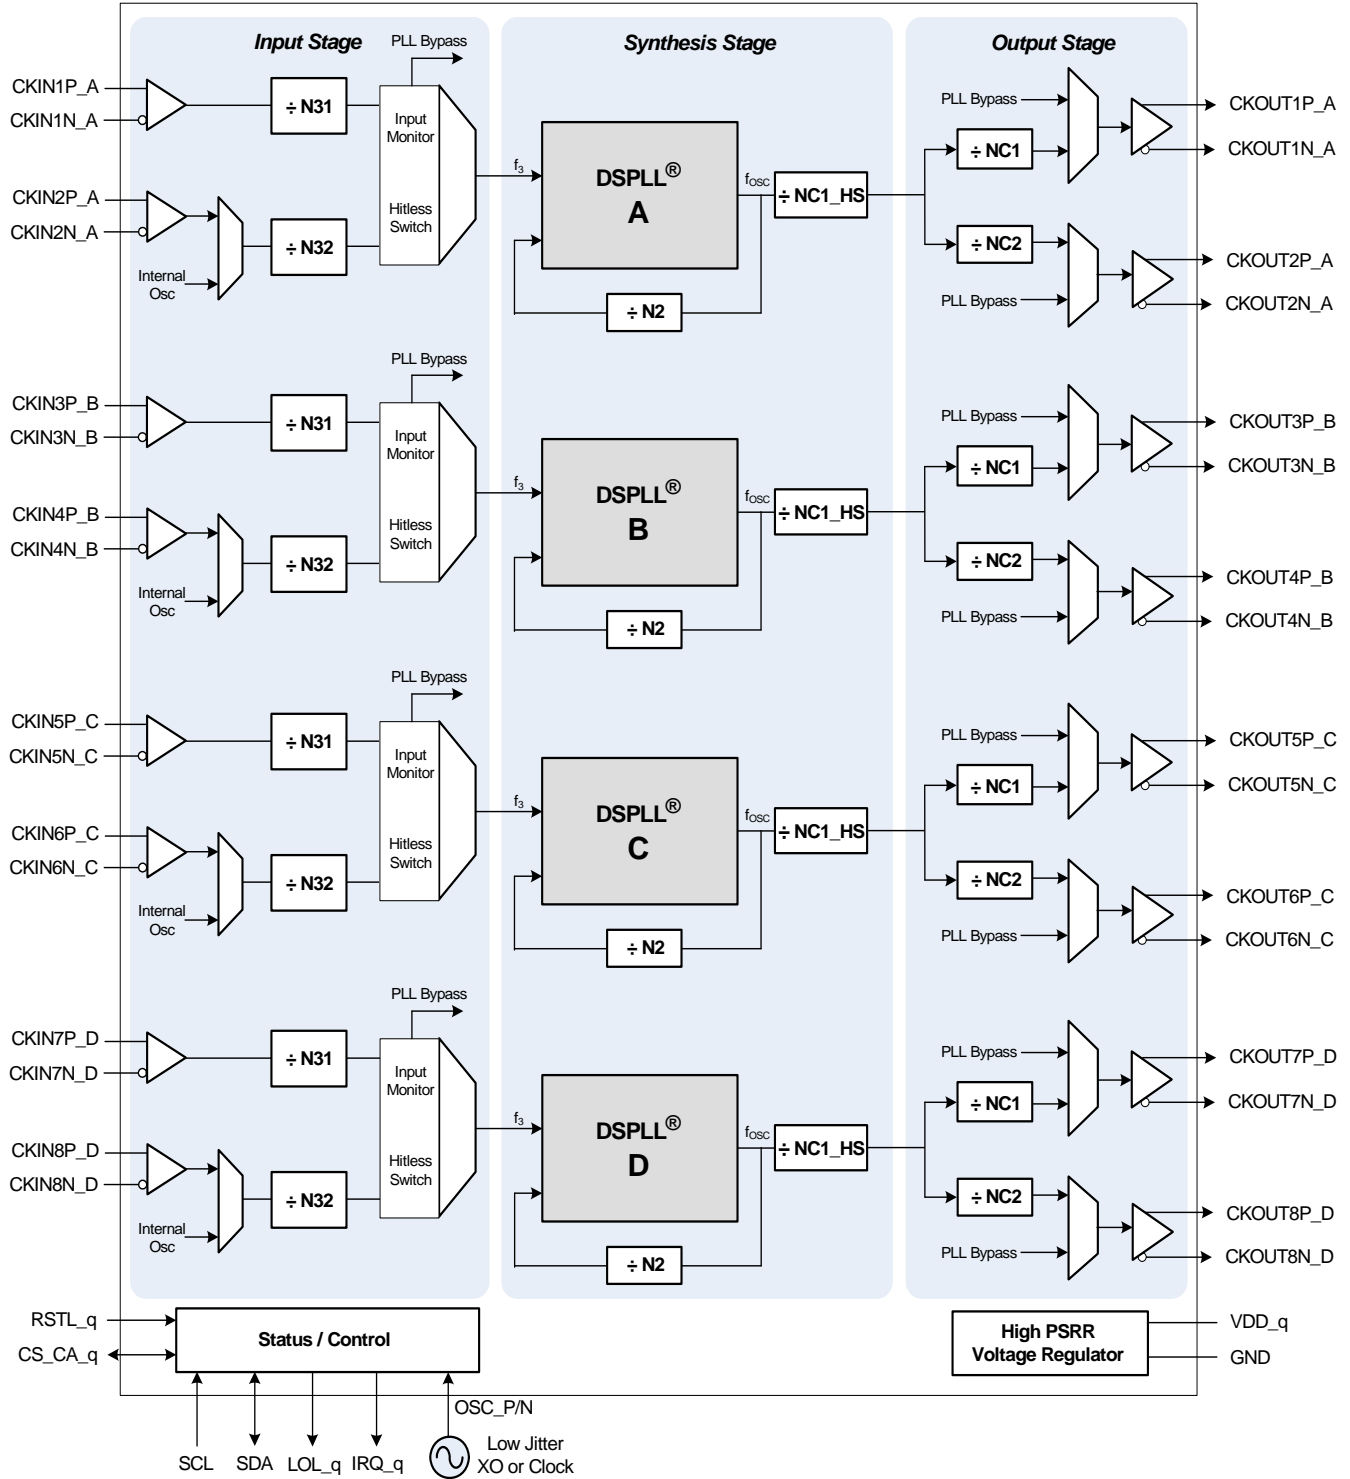 Input Stage
Synthesis Stage
Output Stage
PLL Bypass
CKIN1P_A
CKIN1N_A
÷ N31
Input
Monitor
CKIN2P_A
CKIN2N_A
Hitless
Switch
÷ N32
Internal
Osc
f3
DSPLL®
A
fOSC
÷ NC1_HS
÷ N2
PLL Bypass
÷ NC1
CKOUT1P_A
CKOUT1N_A
÷ NC2
PLL Bypass
CKOUT2P_A
CKOUT2N_A
PLL Bypass
CKIN3P_B
CKIN3N_B
÷ N31
Input
Monitor
CKIN4P_B
CKIN4N_B
Hitless
Switch
÷ N32
Internal
Osc
f3
DSPLL®
B
fOSC
÷ NC1_HS
÷ N2
PLL Bypass
÷ NC1
CKOUT3P_B
CKOUT3N_B
÷ NC2
PLL Bypass
CKOUT4P_B
CKOUT4N_B
PLL Bypass
CKIN5P_C
CKIN5N_C
÷ N31
Input
Monitor
CKIN6P_C
CKIN6N_C
Hitless
Switch
÷ N32
Internal
Osc
f3
DSPLL®
C
fOSC
÷ NC1_HS
÷ N2
PLL Bypass
÷ NC1
CKOUT5P_C
CKOUT5N_C
÷ NC2
PLL Bypass
CKOUT6P_C
CKOUT6N_C
PLL Bypass
CKIN7P_D
CKIN7N_D
÷ N31
Input
Monitor
CKIN8P_D
CKIN8N_D
Hitless
Switch
÷ N32
Internal
Osc
f3
DSPLL®
D
fOSC
÷ NC1_HS
÷ N2
PLL Bypass
÷ NC1
CKOUT7P_D
CKOUT7N_D
÷ NC2
PLL Bypass
CKOUT8P_D
CKOUT8N_D
RSTL_q
CS_CA_q
Status / Control
High PSRR
Voltage Regulator
VDD_q
GND
SCL
SDA
LOL_q
IRQ_q
OSC_P/N
Low Jitter
XO or Clock